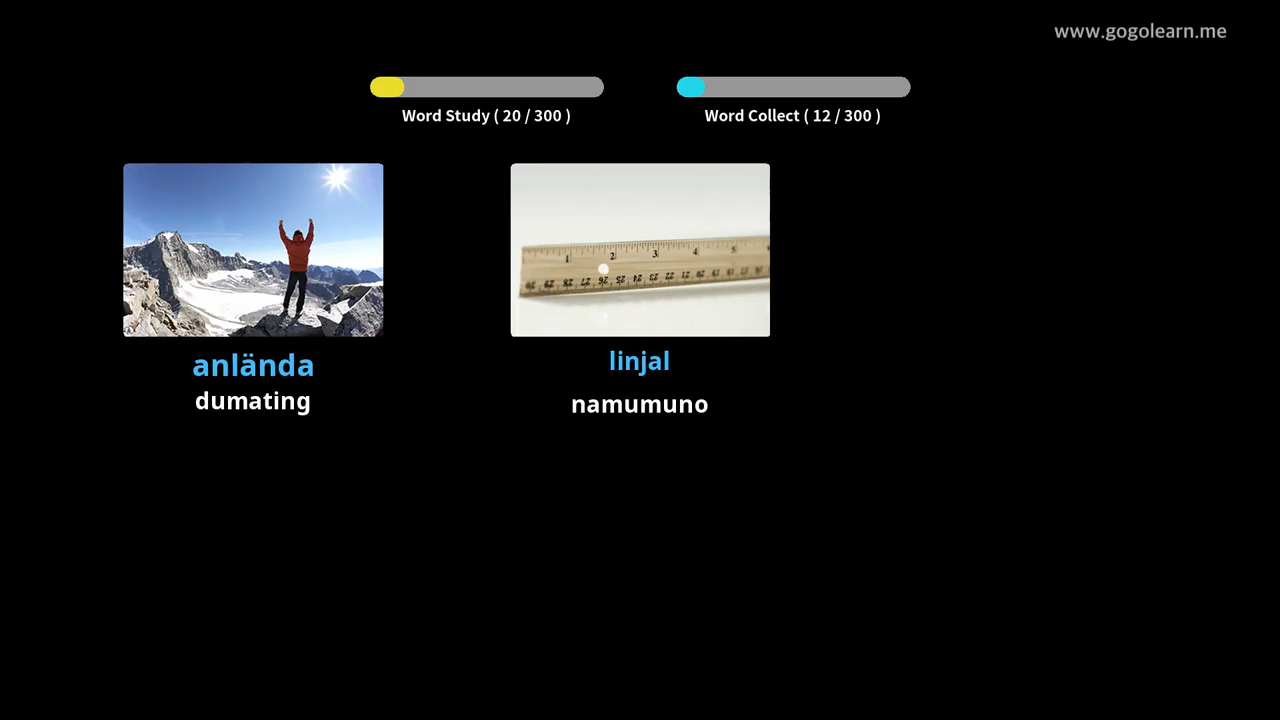 www.gogolearn.me
Word Study ( 20 / 300 )
Word Collect ( 12 / 300 )
anlända
dumating
linjal
namumuno